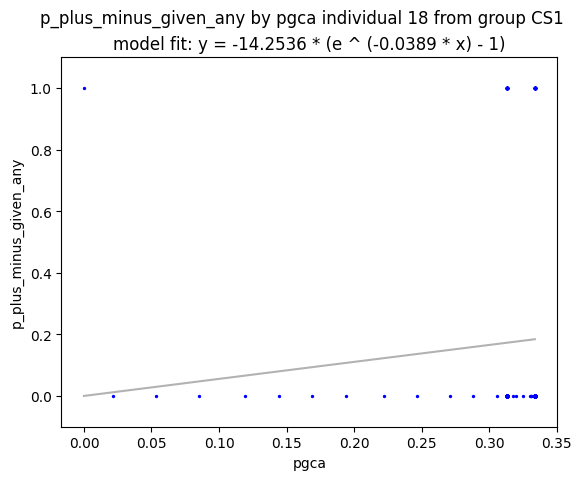 p_plus_minus_given_any by pgca individual 18 from group CS1
model fit: y = -14.2536 * (e ^ (-0.0389 * x) - 1)
1.0
0.8
0.6
0.4
0.2
0.0
p_plus_minus_given_any
0.00 0.05 0.10 0.15 0.20 0.25 0.30 0.35
pgca